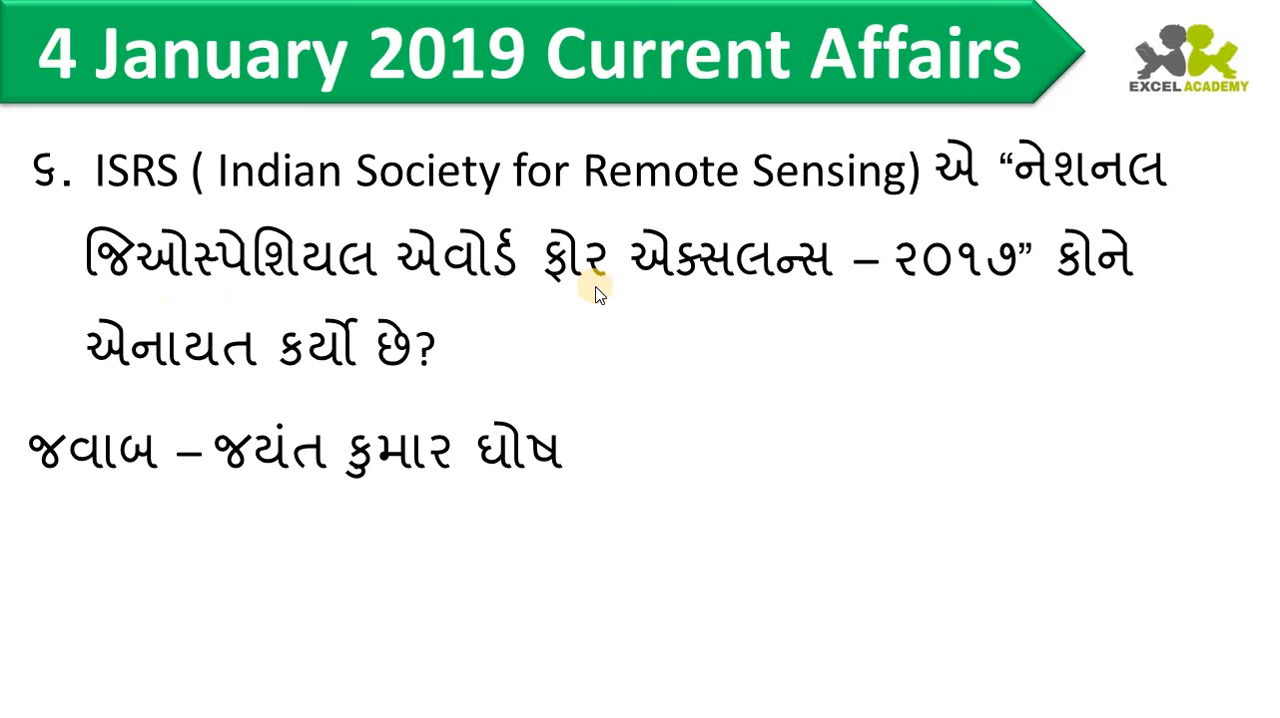 4 January 2019 Current Affairs
EXCEL ACADEMY
૬. ISRS ( Indian Society for Remote Sensing) એ “નેશનલ
જિઓસ્પેશિયલ એવોર્ડ ફોર એક્સલન્સ – ૨૦૧૭” કોને
એનાયત કર્યો છે?
જવાબ – જયંત કુમાર ઘોષ